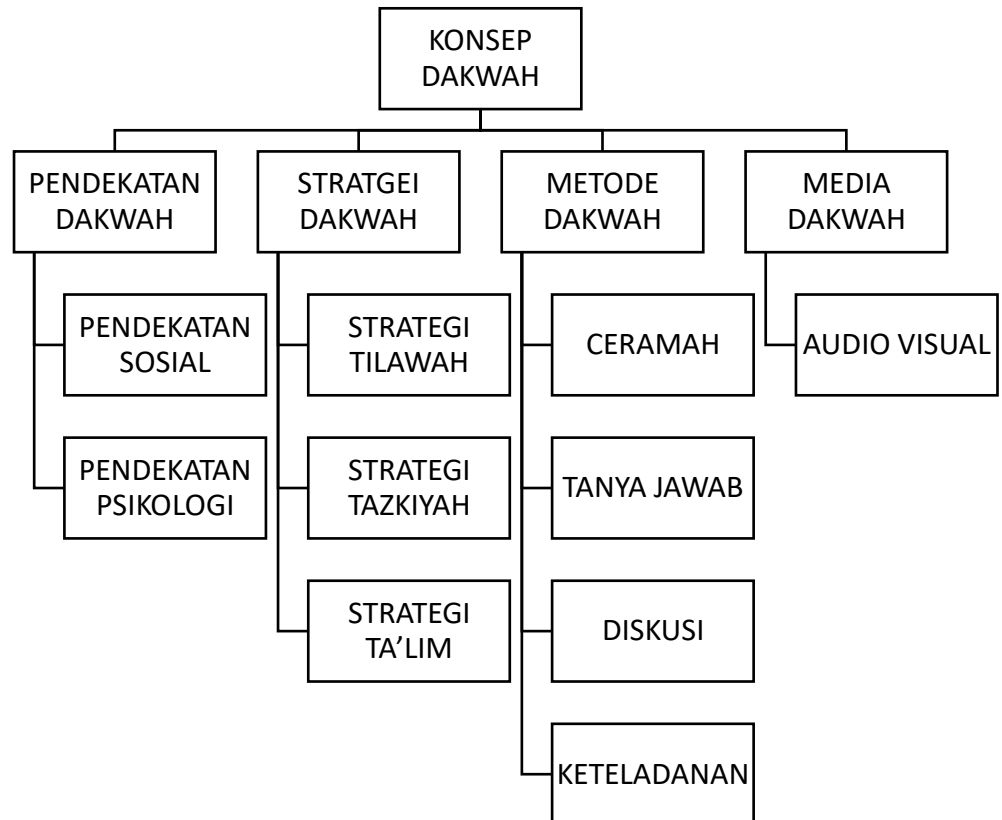 KONSEP
DAKWAH
PENDEKATAN
DAKWAH
STRATGEI
DAKWAH
METODE
DAKWAH
MEDIA
DAKWAH
PENDEKATAN
SOSIAL
STRATEGI
TILAWAH
CERAMAH
AUDIO VISUAL
PENDEKATAN
PSIKOLOGI
STRATEGI
TAZKIYAH
TANYA JAWAB
STRATEGI
TA’LIM
DISKUSI
KETELADANAN